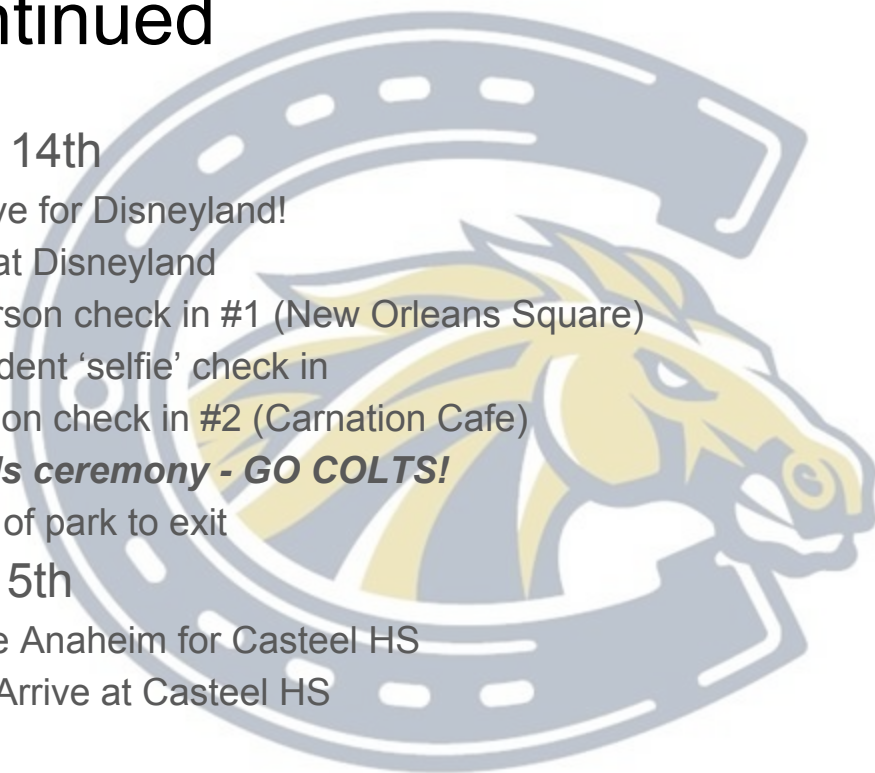 ntinued
14th
ve for Disneyland!
at Disneyland
rson check in #1 (New Orleans Square)
dent ‘selfie’ check in
on check in #2 (Carnation Cafe)
ls ceremony - GO COLTS!
of park to exit
5th
e Anaheim for Casteel HS
Arrive at Casteel HS